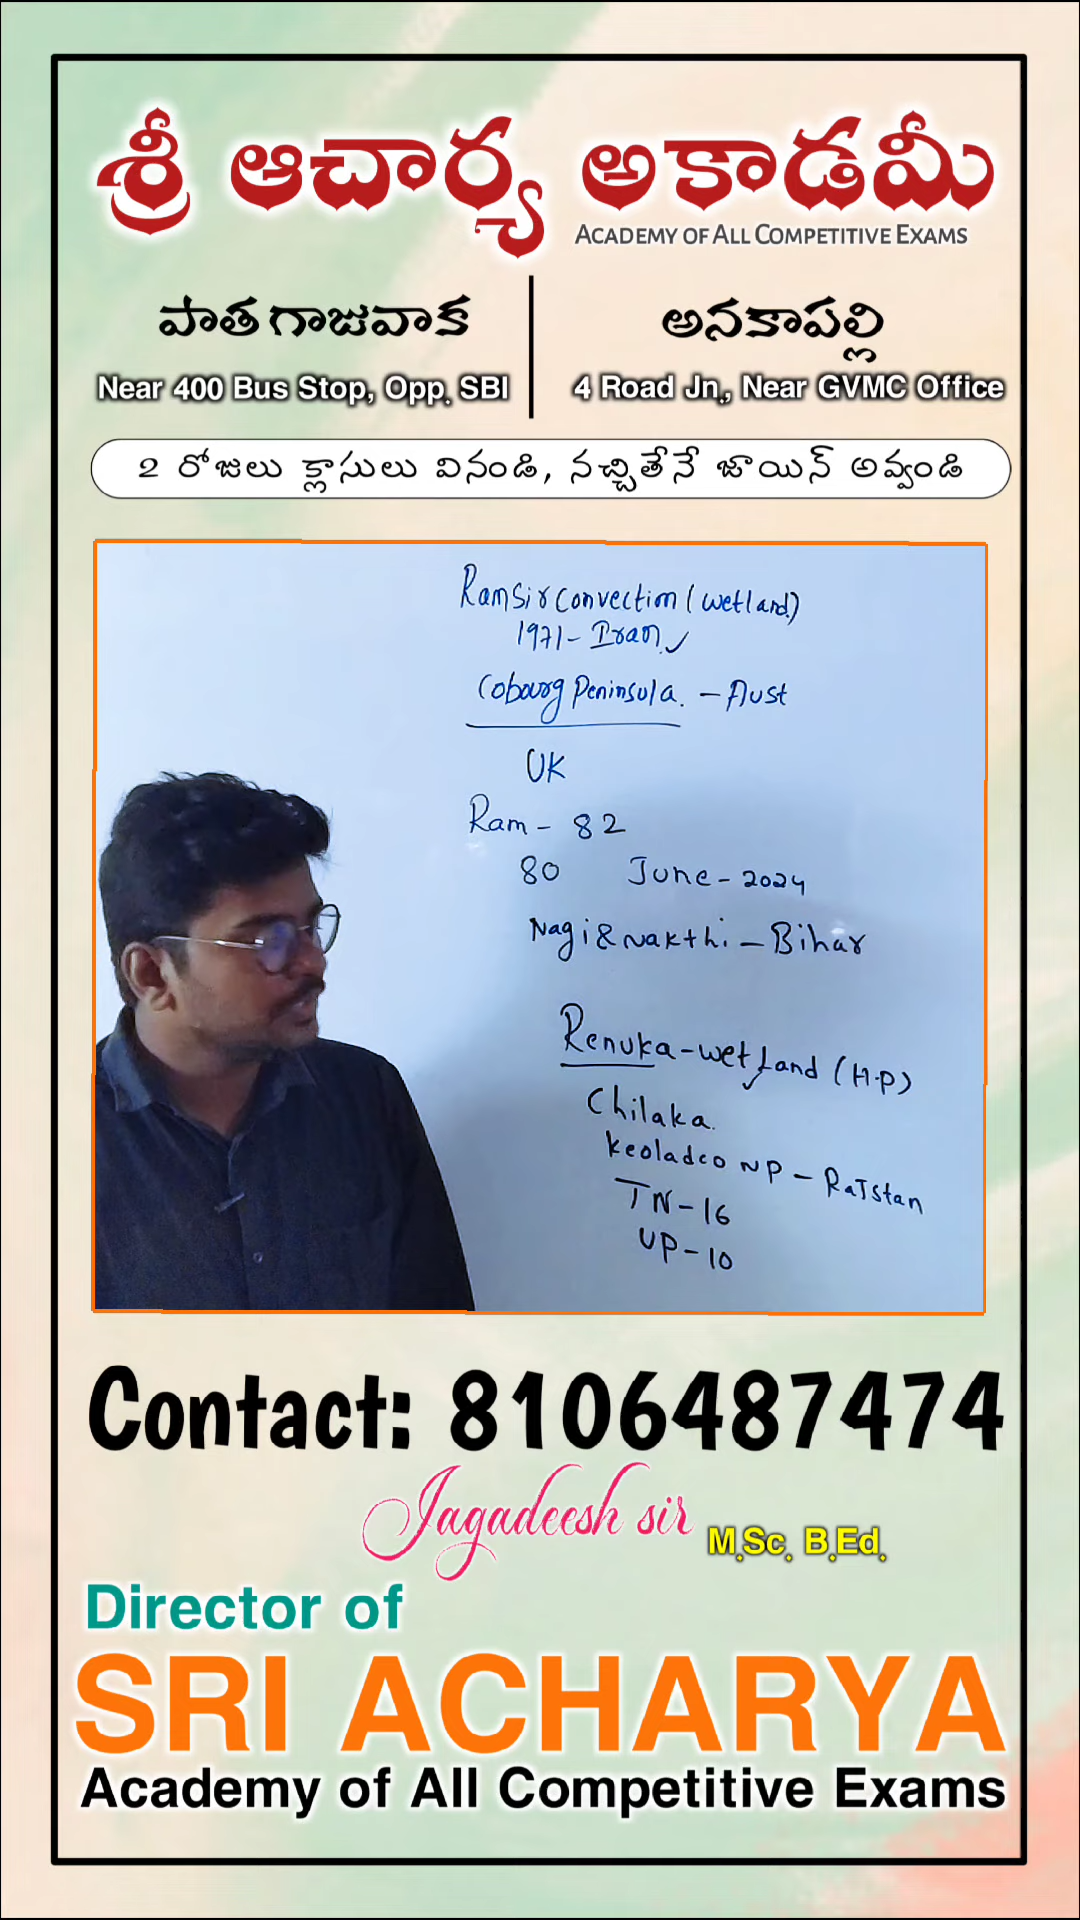 శ్రీ ఆచార్య అకాడమీ
ACADEMY OF ALL COMPETITIVE EXAMS
పాత గాజువాక
Near 400 Bus Stop, Opp. SBI
అనకాపల్లి
4 Road Jn., Near GVMC Office
2 రోజులు క్లాసులు వినండి, నచ్చితేనే జాయిన్ అవ్వండి
RamSir Convection (wetland)
1971 - Iran ✓
Cobourg Peninsula. - Aust
UK
Ram - 82
80 June - 2024
Nagi & Nakthi - Bihar
Renuka - wetland (H.P)
Chilaka.
Keoladeo NP - RaJstan
TN - 16
UP - 10
Contact: 8106487474
Jagadeesh sir M.Sc. B.Ed.
Director of
SRI ACHARYA
Academy of All Competitive Exams